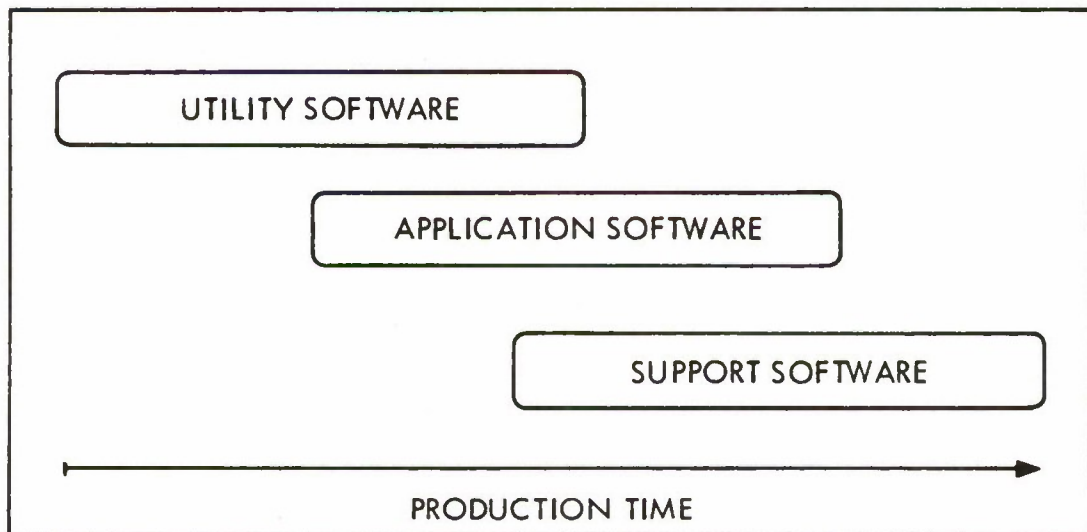 UTILITY SOFTWARE
APPLICATION SOFTWARE
SUPPORT SOFTWARE
PRODUCTION TIME